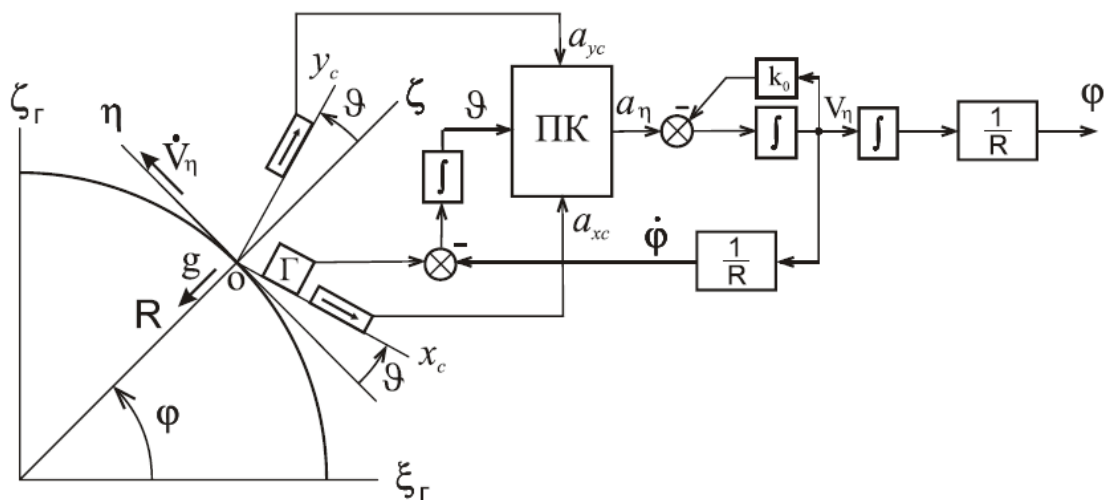 a_yc
y_c
k_0
ζ_Г
η
ϑ
ζ
ϑ
ПК
a_η
-
∫
V_η
∫
1/R
φ
V̇_η
∫
a_xc
g
o
Г
-
φ̇
1/R
R
x_c
ϑ
φ
ξ_Г